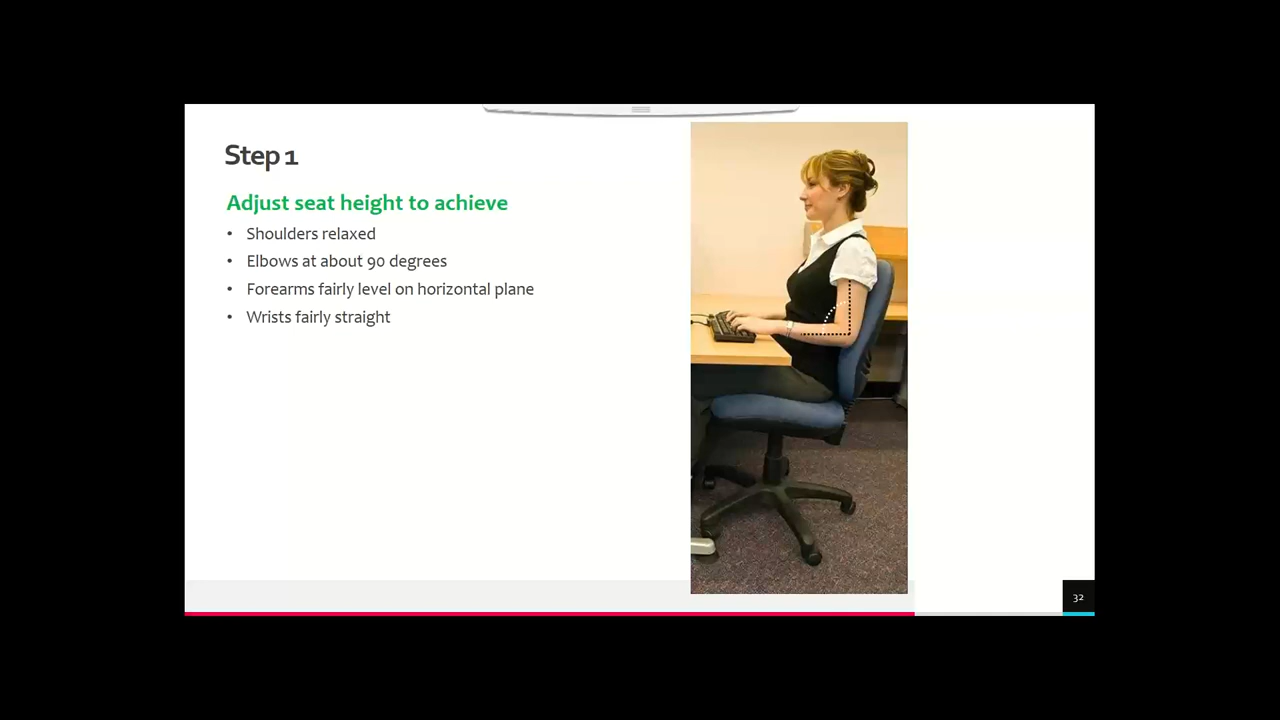 Step 1
Adjust seat height to achieve
• Shoulders relaxed
• Elbows at about 90 degrees
• Forearms fairly level on horizontal plane
• Wrists fairly straight
32